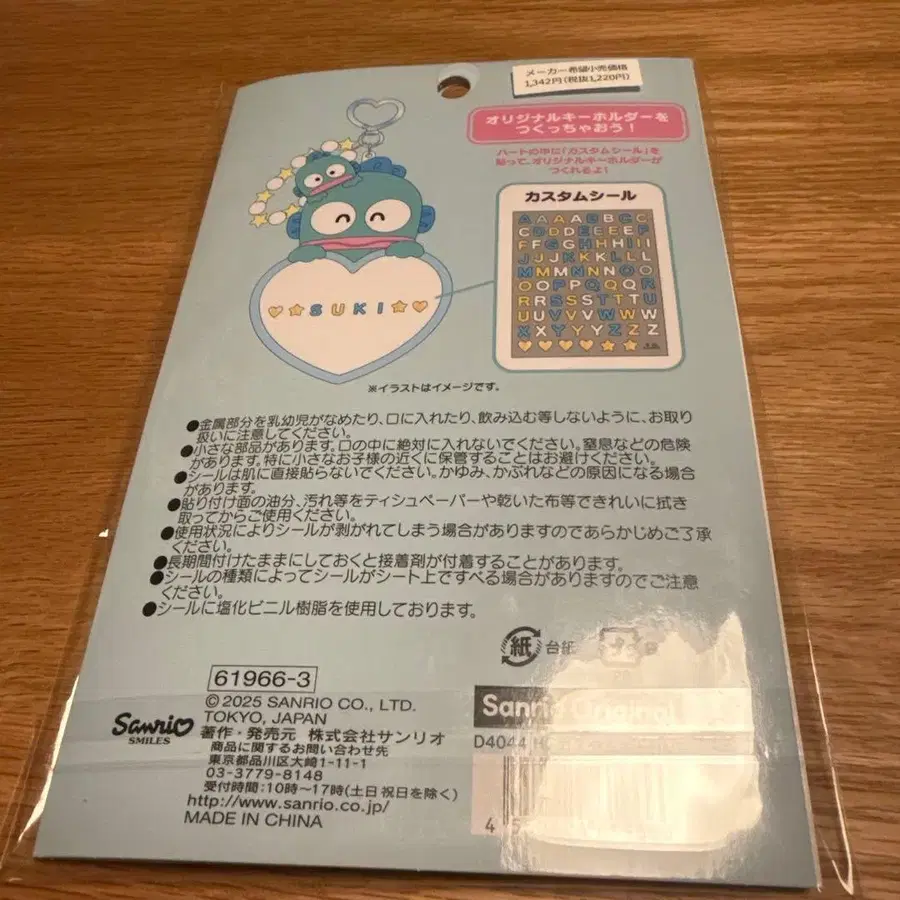 メーカー希望小売価格
1,342円(税抜1,220円)
オリジナルキーホルダーを
つくっちゃおう!
ハートの中に「カスタムシール」を
貼って、オリジナルキーホルダーが
つくれるよ!
カスタムシール
AAAABBCC
CDDDEEEEF
FFGGHHHIII
JJJKKKLLL
MMMNNNOO
OOPPQQQR
RRSSSTTTU
UUVVVWWW
XXYYYZZZ
SUKI
※イラストはイメージです。
●金属部分を乳幼児がなめたり、口に入れたり、飲み込む等しないように、お取り
扱いに注意してください。
●小さな部品があります。口の中に絶対に入れないでください。窒息などの危険
があります。特に小さなお子様の近くに保管することはお避けください。
●シールは肌に直接貼らないでください。かゆみ、かぶれなどの原因になる場合
があります。
●貼り付け面の油分、汚れ等をティシュペーパーや乾いた布等できれいに拭き
取ってからご使用ください。
●使用状況によりシールが剥がれてしまう場合がありますのであらかじめご了承
ください。
●長期間付けたままにしておくと接着剤が付着することがあります。
●シールの種類によってシールがシート上ですべる場合がありますのでご注意
ください。
●シールに塩化ビニル樹脂を使用しております。
紙 台紙
61966-3
© 2025 SANRIO CO., LTD.
TOKYO, JAPAN
Sanrio
SMILES
著作・発売元 株式会社サンリオ
商品に関するお問い合わせ先
東京都品川区大崎1-11-1
03-3779-8148
受付時間:10時~17時(土日祝日を除く)
http://www.sanrio.co.jp/
MADE IN CHINA
Sanrio Original
D4044
4